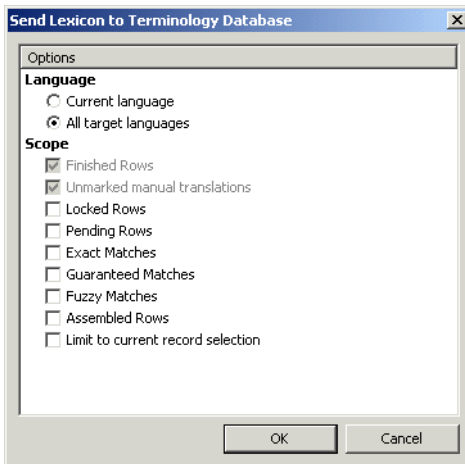 Send Lexicon to Terminology Database
Options
Language
Current language
All target languages
Scope
Finished Rows
Unmarked manual translations
Locked Rows
Pending Rows
Exact Matches
Guaranteed Matches
Fuzzy Matches
Assembled Rows
Limit to current record selection
OK Cancel